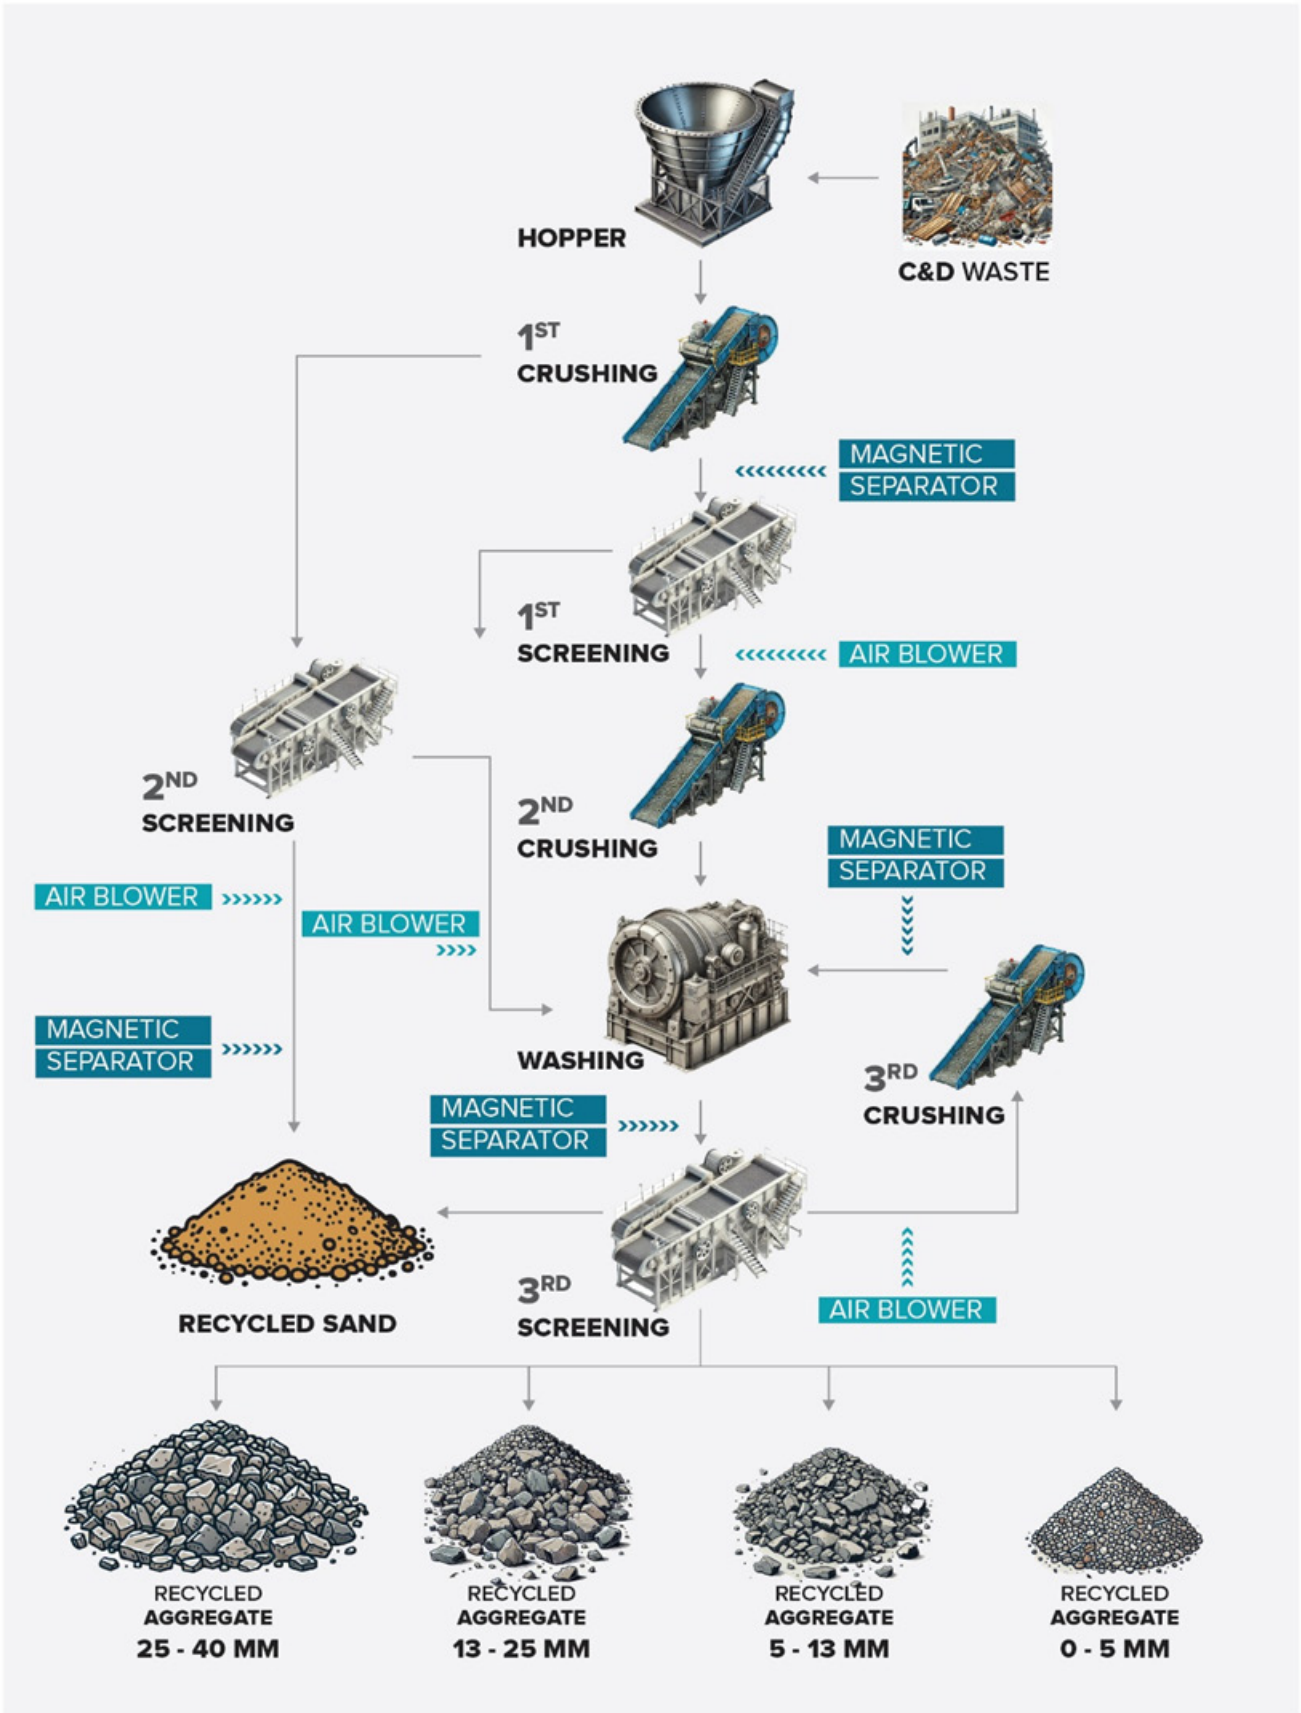 HOPPER
C&D WASTE
1ST
CRUSHING
MAGNETIC
SEPARATOR
1ST
SCREENING
AIR BLOWER
2ND
SCREENING
2ND
CRUSHING
MAGNETIC
SEPARATOR
AIR BLOWER
AIR BLOWER
MAGNETIC
SEPARATOR
WASHING
3RD
CRUSHING
MAGNETIC
SEPARATOR
RECYCLED SAND
3RD
SCREENING
AIR BLOWER
RECYCLED
AGGREGATE
25 - 40 MM
RECYCLED
AGGREGATE
13 - 25 MM
RECYCLED
AGGREGATE
5 - 13 MM
RECYCLED
AGGREGATE
0 - 5 MM